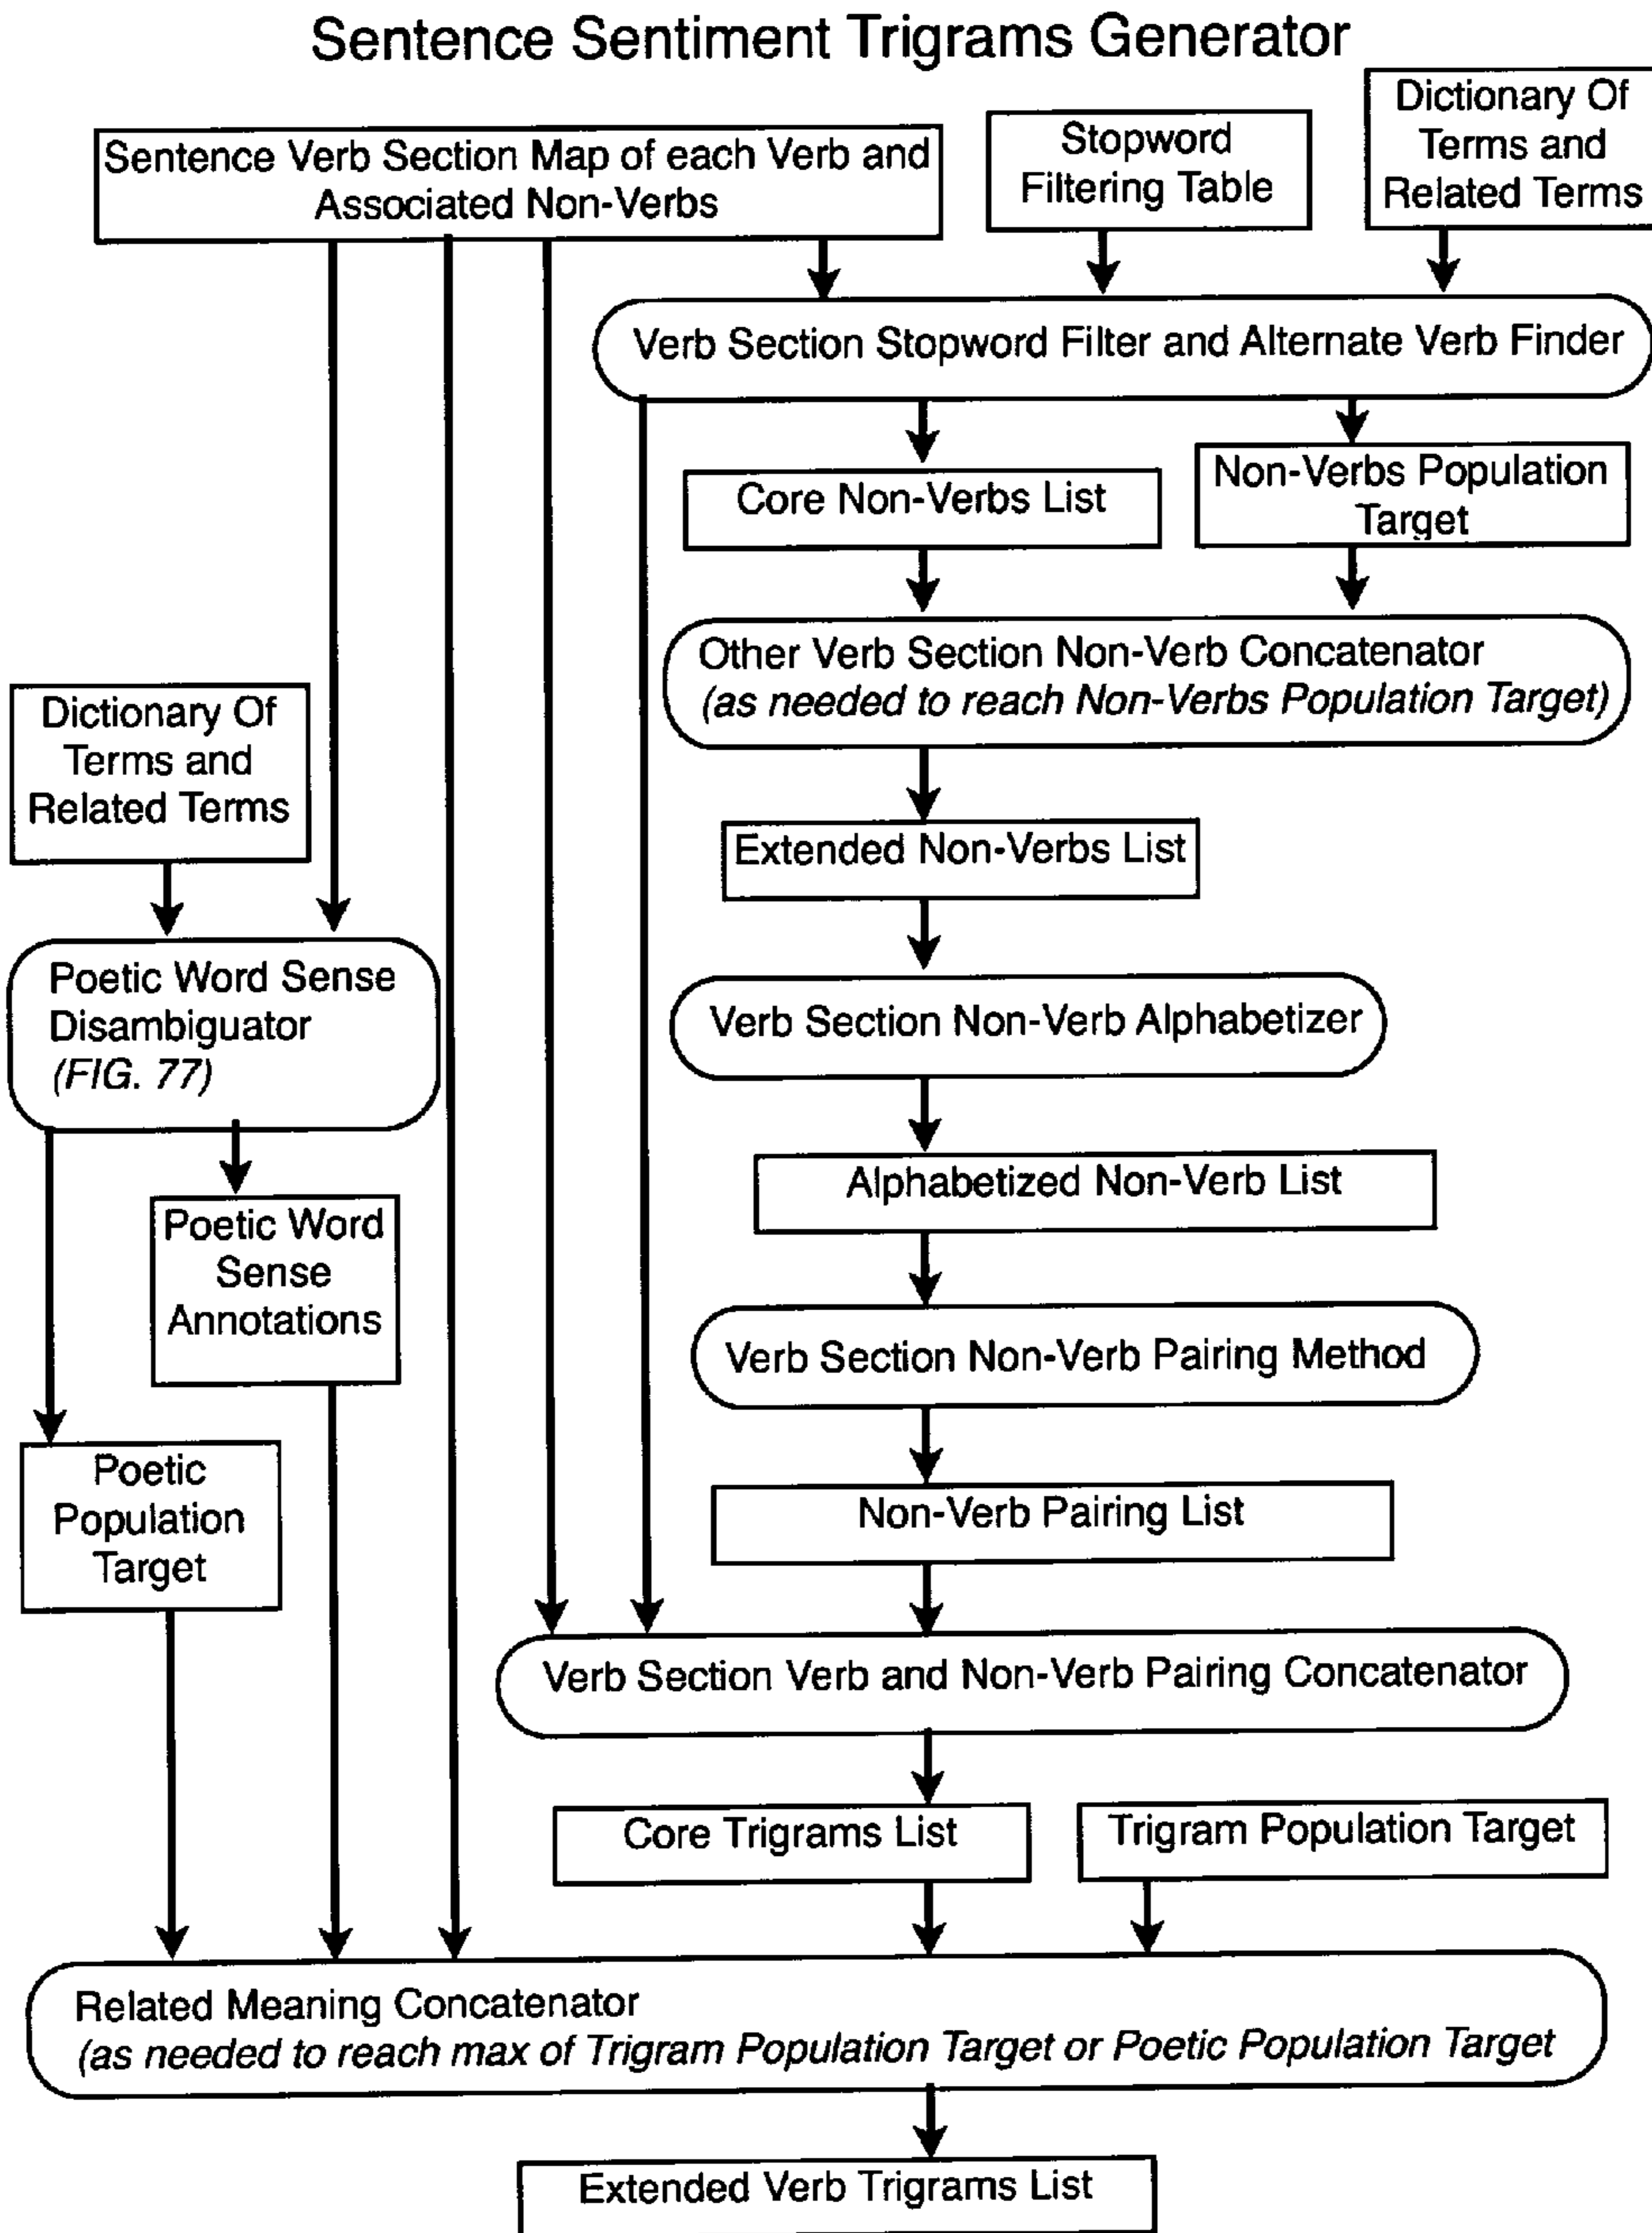 Sentence Sentiment Trigrams Generator
Sentence Verb Section Map of each Verb and
Associated Non-Verbs
Stopword
Filtering Table
Dictionary Of
Terms and
Related Terms
Verb Section Stopword Filter and Alternate Verb Finder
Core Non-Verbs List
Non-Verbs Population
Target
Other Verb Section Non-Verb Concatenator
(as needed to reach Non-Verbs Population Target)
Dictionary Of
Terms and
Related Terms
Extended Non-Verbs List
Poetic Word Sense
Disambiguator
(FIG. 77)
Verb Section Non-Verb Alphabetizer
Alphabetized Non-Verb List
Poetic Word
Sense
Annotations
Verb Section Non-Verb Pairing Method
Poetic
Population
Target
Non-Verb Pairing List
Verb Section Verb and Non-Verb Pairing Concatenator
Core Trigrams List
Trigram Population Target
Related Meaning Concatenator
(as needed to reach max of Trigram Population Target or Poetic Population Target
Extended Verb Trigrams List